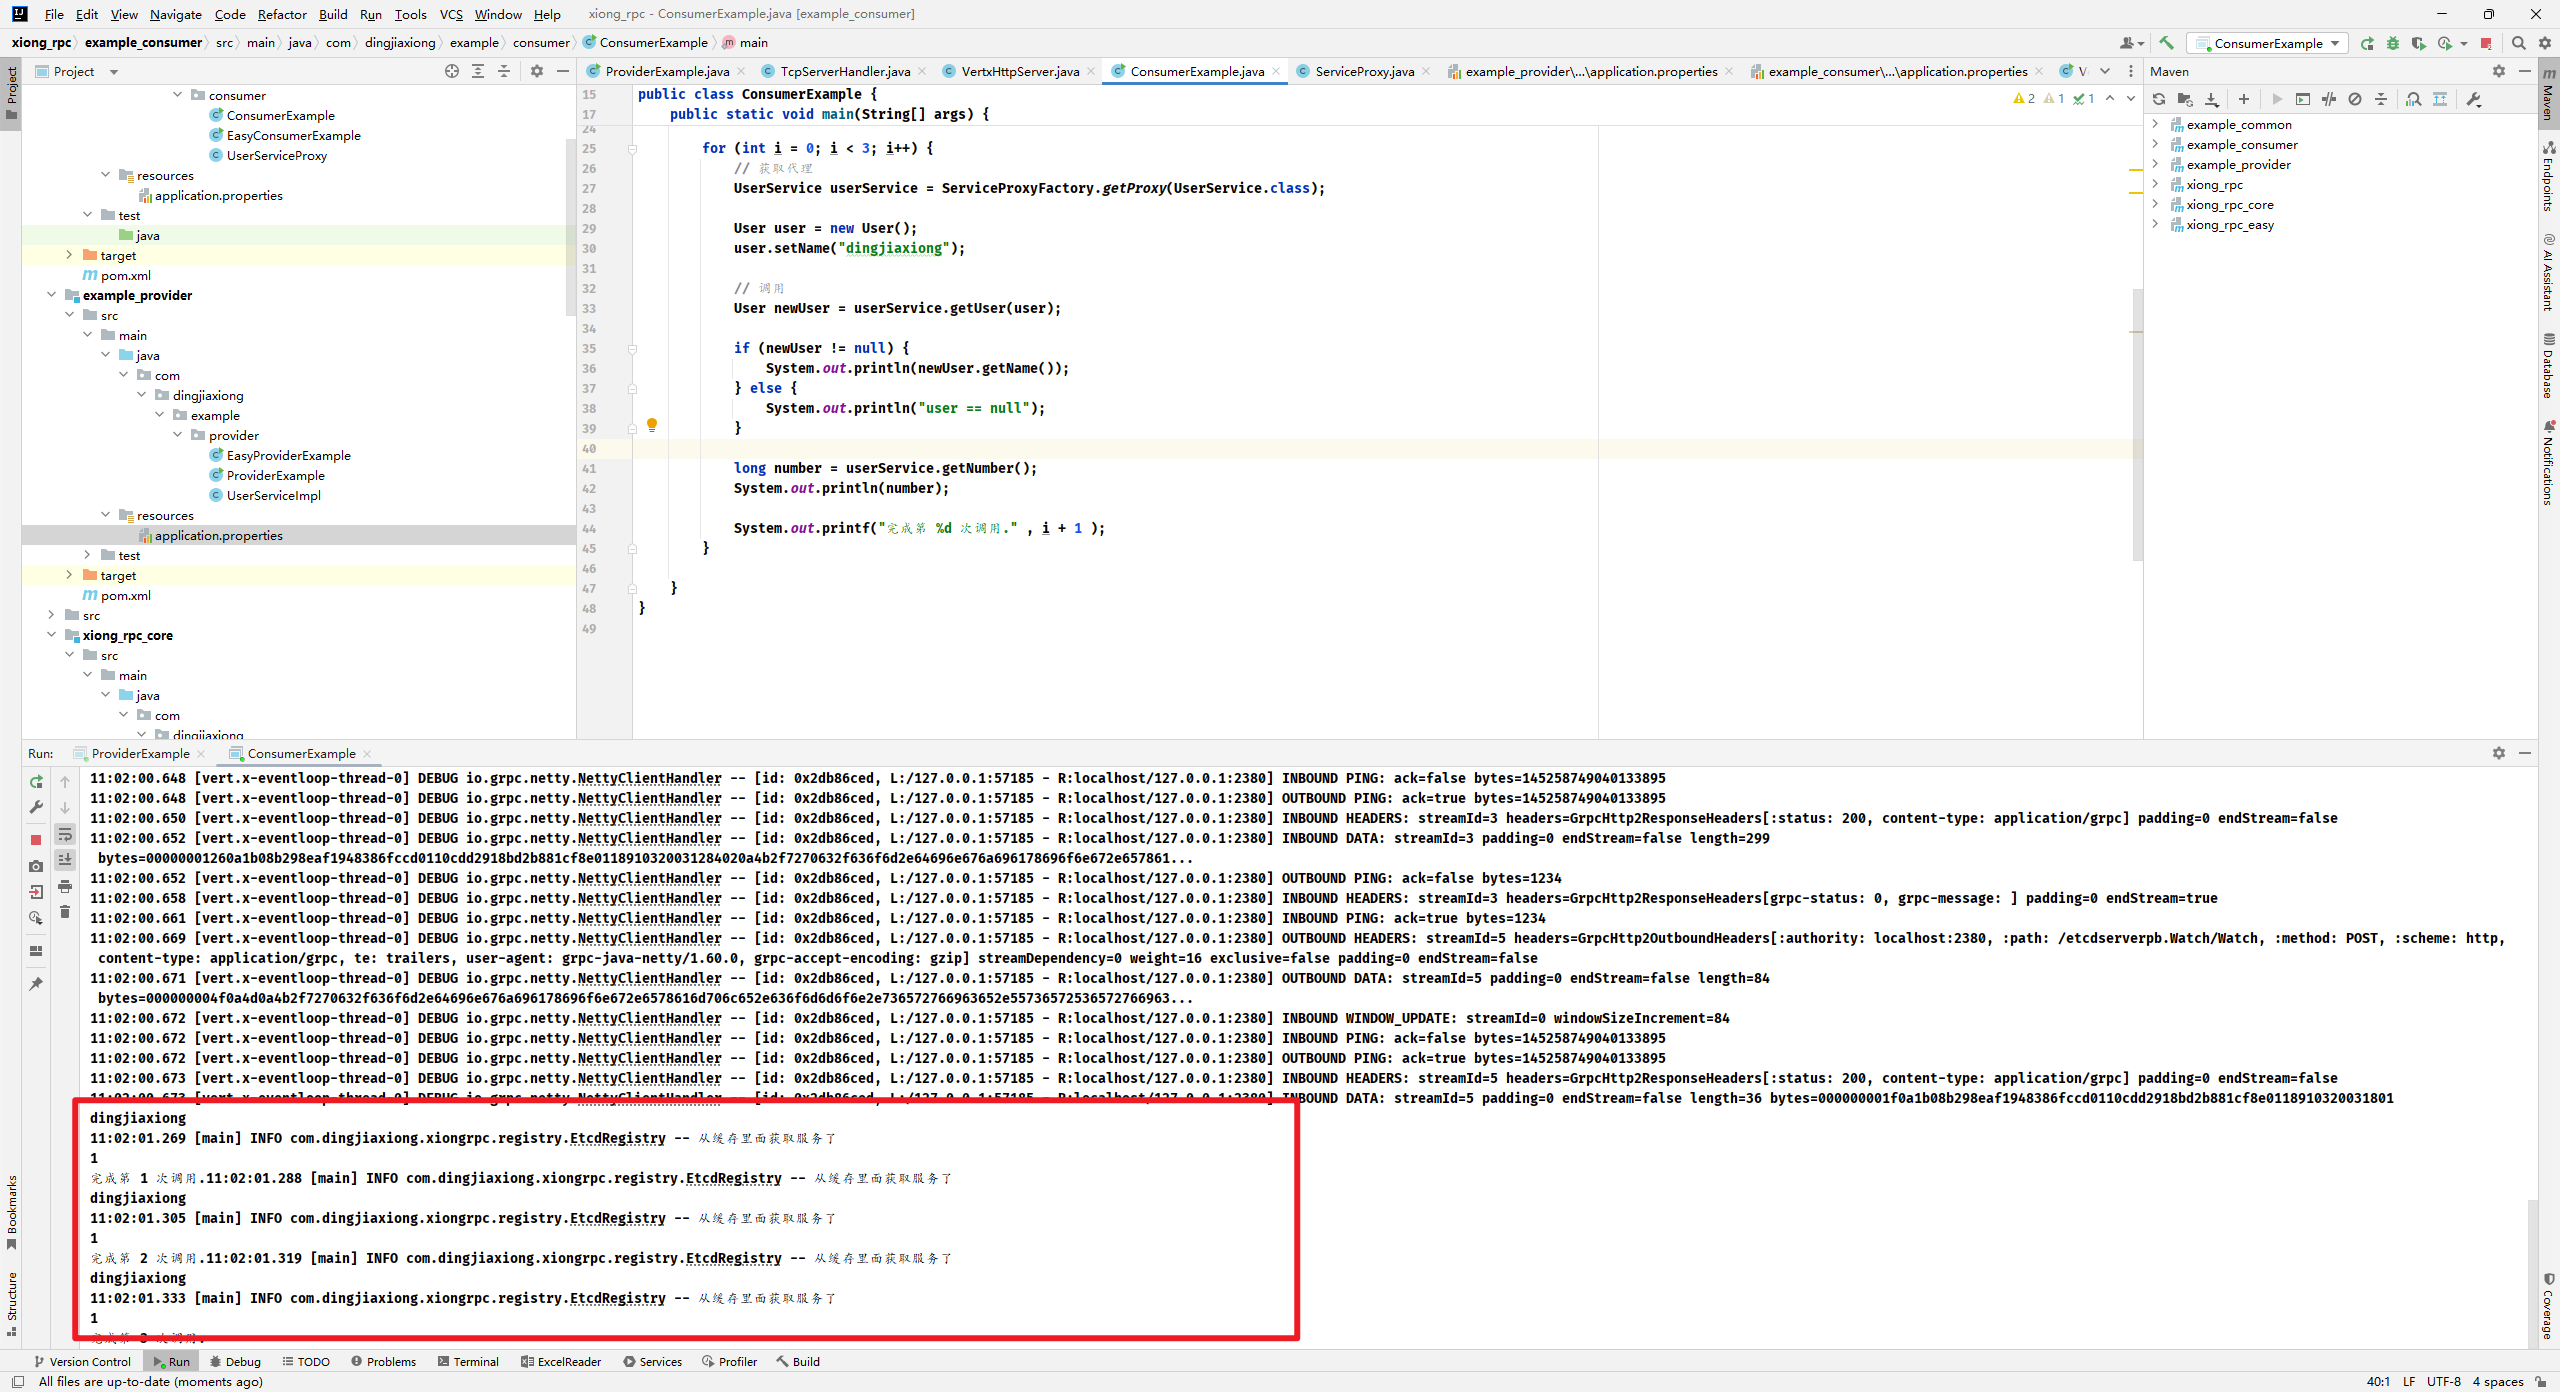 File Edit View Navigate Code Refactor Build Run Tools VCS Window Help xiong_rpc - ConsumerExample.java [example_consumer]
xiong_rpc example_consumer src main java com dingjiaxiong example consumer ConsumerExample main
ConsumerExample
Project
ProviderExample.java TcpServerHandler.java VertxHttpServer.java ConsumerExample.java ServiceProxy.java example_provider\...\application.properties example_consumer\...\application.properties V
Maven
consumer
ConsumerExample
EasyConsumerExample
UserServiceProxy
resources
application.properties
test
java
target
pom.xml
example_provider
src
main
java
com
dingjiaxiong
example
provider
EasyProviderExample
ProviderExample
UserServiceImpl
resources
application.properties
test
target
pom.xml
src
xiong_rpc_core
src
main
java
com
dingjiaxiong
2 1 1
15 public class ConsumerExample {
17 public static void main(String[] args) {
24
25 for (int i = 0; i < 3; i++) {
26 // 获取代理
27 UserService userService = ServiceProxyFactory.getProxy(UserService.class);
28
29 User user = new User();
30 user.setName("dingjiaxiong");
31
32 // 调用
33 User newUser = userService.getUser(user);
34
35 if (newUser != null) {
36 System.out.println(newUser.getName());
37 } else {
38 System.out.println("user == null");
39 }
40
41 long number = userService.getNumber();
42 System.out.println(number);
43
44 System.out.printf("完成第 %d 次调用." , i + 1 );
45 }
46
47 }
48 }
49
example_common
example_consumer
example_provider
xiong_rpc
xiong_rpc_core
xiong_rpc_easy
Project
Bookmarks
Structure
Maven
Endpoints
AI Assistant
Database
Notifications
Coverage
Run: ProviderExample ConsumerExample
11:02:00.648 [vert.x-eventloop-thread-0] DEBUG io.grpc.netty.NettyClientHandler -- [id: 0x2db86ced, L:/127.0.0.1:57185 - R:localhost/127.0.0.1:2380] INBOUND PING: ack=false bytes=145258749040133895
11:02:00.648 [vert.x-eventloop-thread-0] DEBUG io.grpc.netty.NettyClientHandler -- [id: 0x2db86ced, L:/127.0.0.1:57185 - R:localhost/127.0.0.1:2380] OUTBOUND PING: ack=true bytes=145258749040133895
11:02:00.650 [vert.x-eventloop-thread-0] DEBUG io.grpc.netty.NettyClientHandler -- [id: 0x2db86ced, L:/127.0.0.1:57185 - R:localhost/127.0.0.1:2380] INBOUND HEADERS: streamId=3 headers=GrpcHttp2ResponseHeaders[:status: 200, content-type: application/grpc] padding=0 endStream=false
11:02:00.652 [vert.x-eventloop-thread-0] DEBUG io.grpc.netty.NettyClientHandler -- [id: 0x2db86ced, L:/127.0.0.1:57185 - R:localhost/127.0.0.1:2380] INBOUND DATA: streamId=3 padding=0 endStream=false length=299
bytes=00000001260a1b08b298eaf1948386fccd0110cdd2918bd2b881cf8e0118910320031284020a4b2f7270632f636f6d2e64696e676a696178696f6e672e657861...
11:02:00.652 [vert.x-eventloop-thread-0] DEBUG io.grpc.netty.NettyClientHandler -- [id: 0x2db86ced, L:/127.0.0.1:57185 - R:localhost/127.0.0.1:2380] OUTBOUND PING: ack=false bytes=1234
11:02:00.658 [vert.x-eventloop-thread-0] DEBUG io.grpc.netty.NettyClientHandler -- [id: 0x2db86ced, L:/127.0.0.1:57185 - R:localhost/127.0.0.1:2380] INBOUND HEADERS: streamId=3 headers=GrpcHttp2ResponseHeaders[grpc-status: 0, grpc-message: ] padding=0 endStream=true
11:02:00.661 [vert.x-eventloop-thread-0] DEBUG io.grpc.netty.NettyClientHandler -- [id: 0x2db86ced, L:/127.0.0.1:57185 - R:localhost/127.0.0.1:2380] INBOUND PING: ack=true bytes=1234
11:02:00.669 [vert.x-eventloop-thread-0] DEBUG io.grpc.netty.NettyClientHandler -- [id: 0x2db86ced, L:/127.0.0.1:57185 - R:localhost/127.0.0.1:2380] OUTBOUND HEADERS: streamId=5 headers=GrpcHttp2OutboundHeaders[:authority: localhost:2380, :path: /etcdserverpb.Watch/Watch, :method: POST, :scheme: http,
content-type: application/grpc, te: trailers, user-agent: grpc-java-netty/1.60.0, grpc-accept-encoding: gzip] streamDependency=0 weight=16 exclusive=false padding=0 endStream=false
11:02:00.671 [vert.x-eventloop-thread-0] DEBUG io.grpc.netty.NettyClientHandler -- [id: 0x2db86ced, L:/127.0.0.1:57185 - R:localhost/127.0.0.1:2380] OUTBOUND DATA: streamId=5 padding=0 endStream=false length=84
bytes=000000004f0a4d0a4b2f7270632f636f6d2e64696e676a696178696f6e672e6578616d706c652e636f6d6d6f6e2e736572766963652e55736572536572766963...
11:02:00.672 [vert.x-eventloop-thread-0] DEBUG io.grpc.netty.NettyClientHandler -- [id: 0x2db86ced, L:/127.0.0.1:57185 - R:localhost/127.0.0.1:2380] INBOUND WINDOW_UPDATE: streamId=0 windowSizeIncrement=84
11:02:00.672 [vert.x-eventloop-thread-0] DEBUG io.grpc.netty.NettyClientHandler -- [id: 0x2db86ced, L:/127.0.0.1:57185 - R:localhost/127.0.0.1:2380] INBOUND PING: ack=false bytes=145258749040133895
11:02:00.672 [vert.x-eventloop-thread-0] DEBUG io.grpc.netty.NettyClientHandler -- [id: 0x2db86ced, L:/127.0.0.1:57185 - R:localhost/127.0.0.1:2380] OUTBOUND PING: ack=true bytes=145258749040133895
11:02:00.673 [vert.x-eventloop-thread-0] DEBUG io.grpc.netty.NettyClientHandler -- [id: 0x2db86ced, L:/127.0.0.1:57185 - R:localhost/127.0.0.1:2380] INBOUND HEADERS: streamId=5 headers=GrpcHttp2ResponseHeaders[:status: 200, content-type: application/grpc] padding=0 endStream=false
11:02:00.673 [vert.x-eventloop-thread-0] DEBUG io.grpc.netty.NettyClientHandler -- [id: 0x2db86ced, L:/127.0.0.1:57185 - R:localhost/127.0.0.1:2380] INBOUND DATA: streamId=5 padding=0 endStream=false length=36 bytes=000000001f0a1b08b298eaf1948386fccd0110cdd2918bd2b881cf8e0118910320031801
dingjiaxiong
11:02:01.269 [main] INFO com.dingjiaxiong.xiongrpc.registry.EtcdRegistry -- 从缓存里面获取服务了
1
完成第 1 次调用.11:02:01.288 [main] INFO com.dingjiaxiong.xiongrpc.registry.EtcdRegistry -- 从缓存里面获取服务了
dingjiaxiong
11:02:01.305 [main] INFO com.dingjiaxiong.xiongrpc.registry.EtcdRegistry -- 从缓存里面获取服务了
1
完成第 2 次调用.11:02:01.319 [main] INFO com.dingjiaxiong.xiongrpc.registry.EtcdRegistry -- 从缓存里面获取服务了
dingjiaxiong
11:02:01.333 [main] INFO com.dingjiaxiong.xiongrpc.registry.EtcdRegistry -- 从缓存里面获取服务了
1
完成第 3 次调用.
Version Control Run Debug TODO Problems Terminal ExcelReader Services Profiler Build
All files are up-to-date (moments ago)
40:1 LF UTF-8 4 spaces